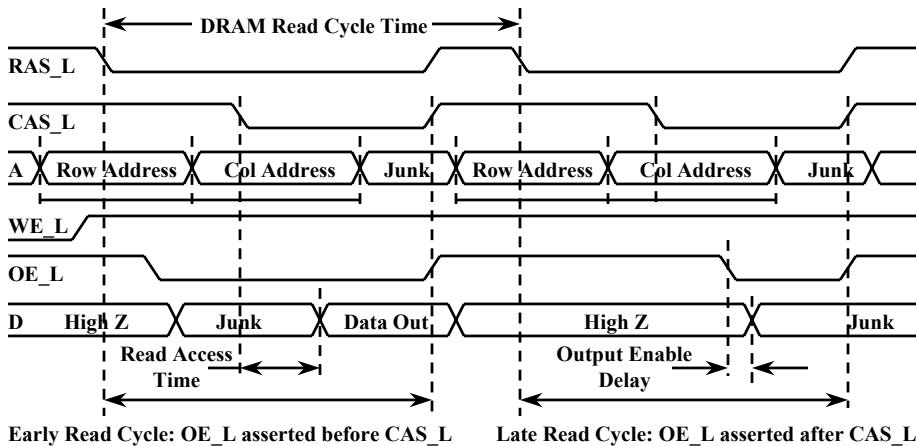 DRAM Read Cycle Time
RAS_L
CAS_L
A Row Address Col Address Junk Row Address Col Address Junk
WE_L
OE_L
D High Z Junk Data Out High Z Junk
Read Access Time
Output Enable Delay
Early Read Cycle: OE_L asserted before CAS_L Late Read Cycle: OE_L asserted after CAS_L